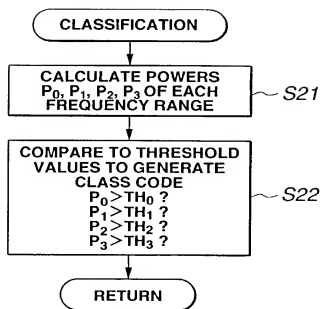 CLASSIFICATION
CALCULATE POWERS
P₀, P₁, P₂, P₃ OF EACH
FREQUENCY RANGE
S21
COMPARE TO THRESHOLD
VALUES TO GENERATE
CLASS CODE
P₀>TH₀ ?
P₁>TH₁ ?
P₂>TH₂ ?
P₃>TH₃ ?
S22
RETURN